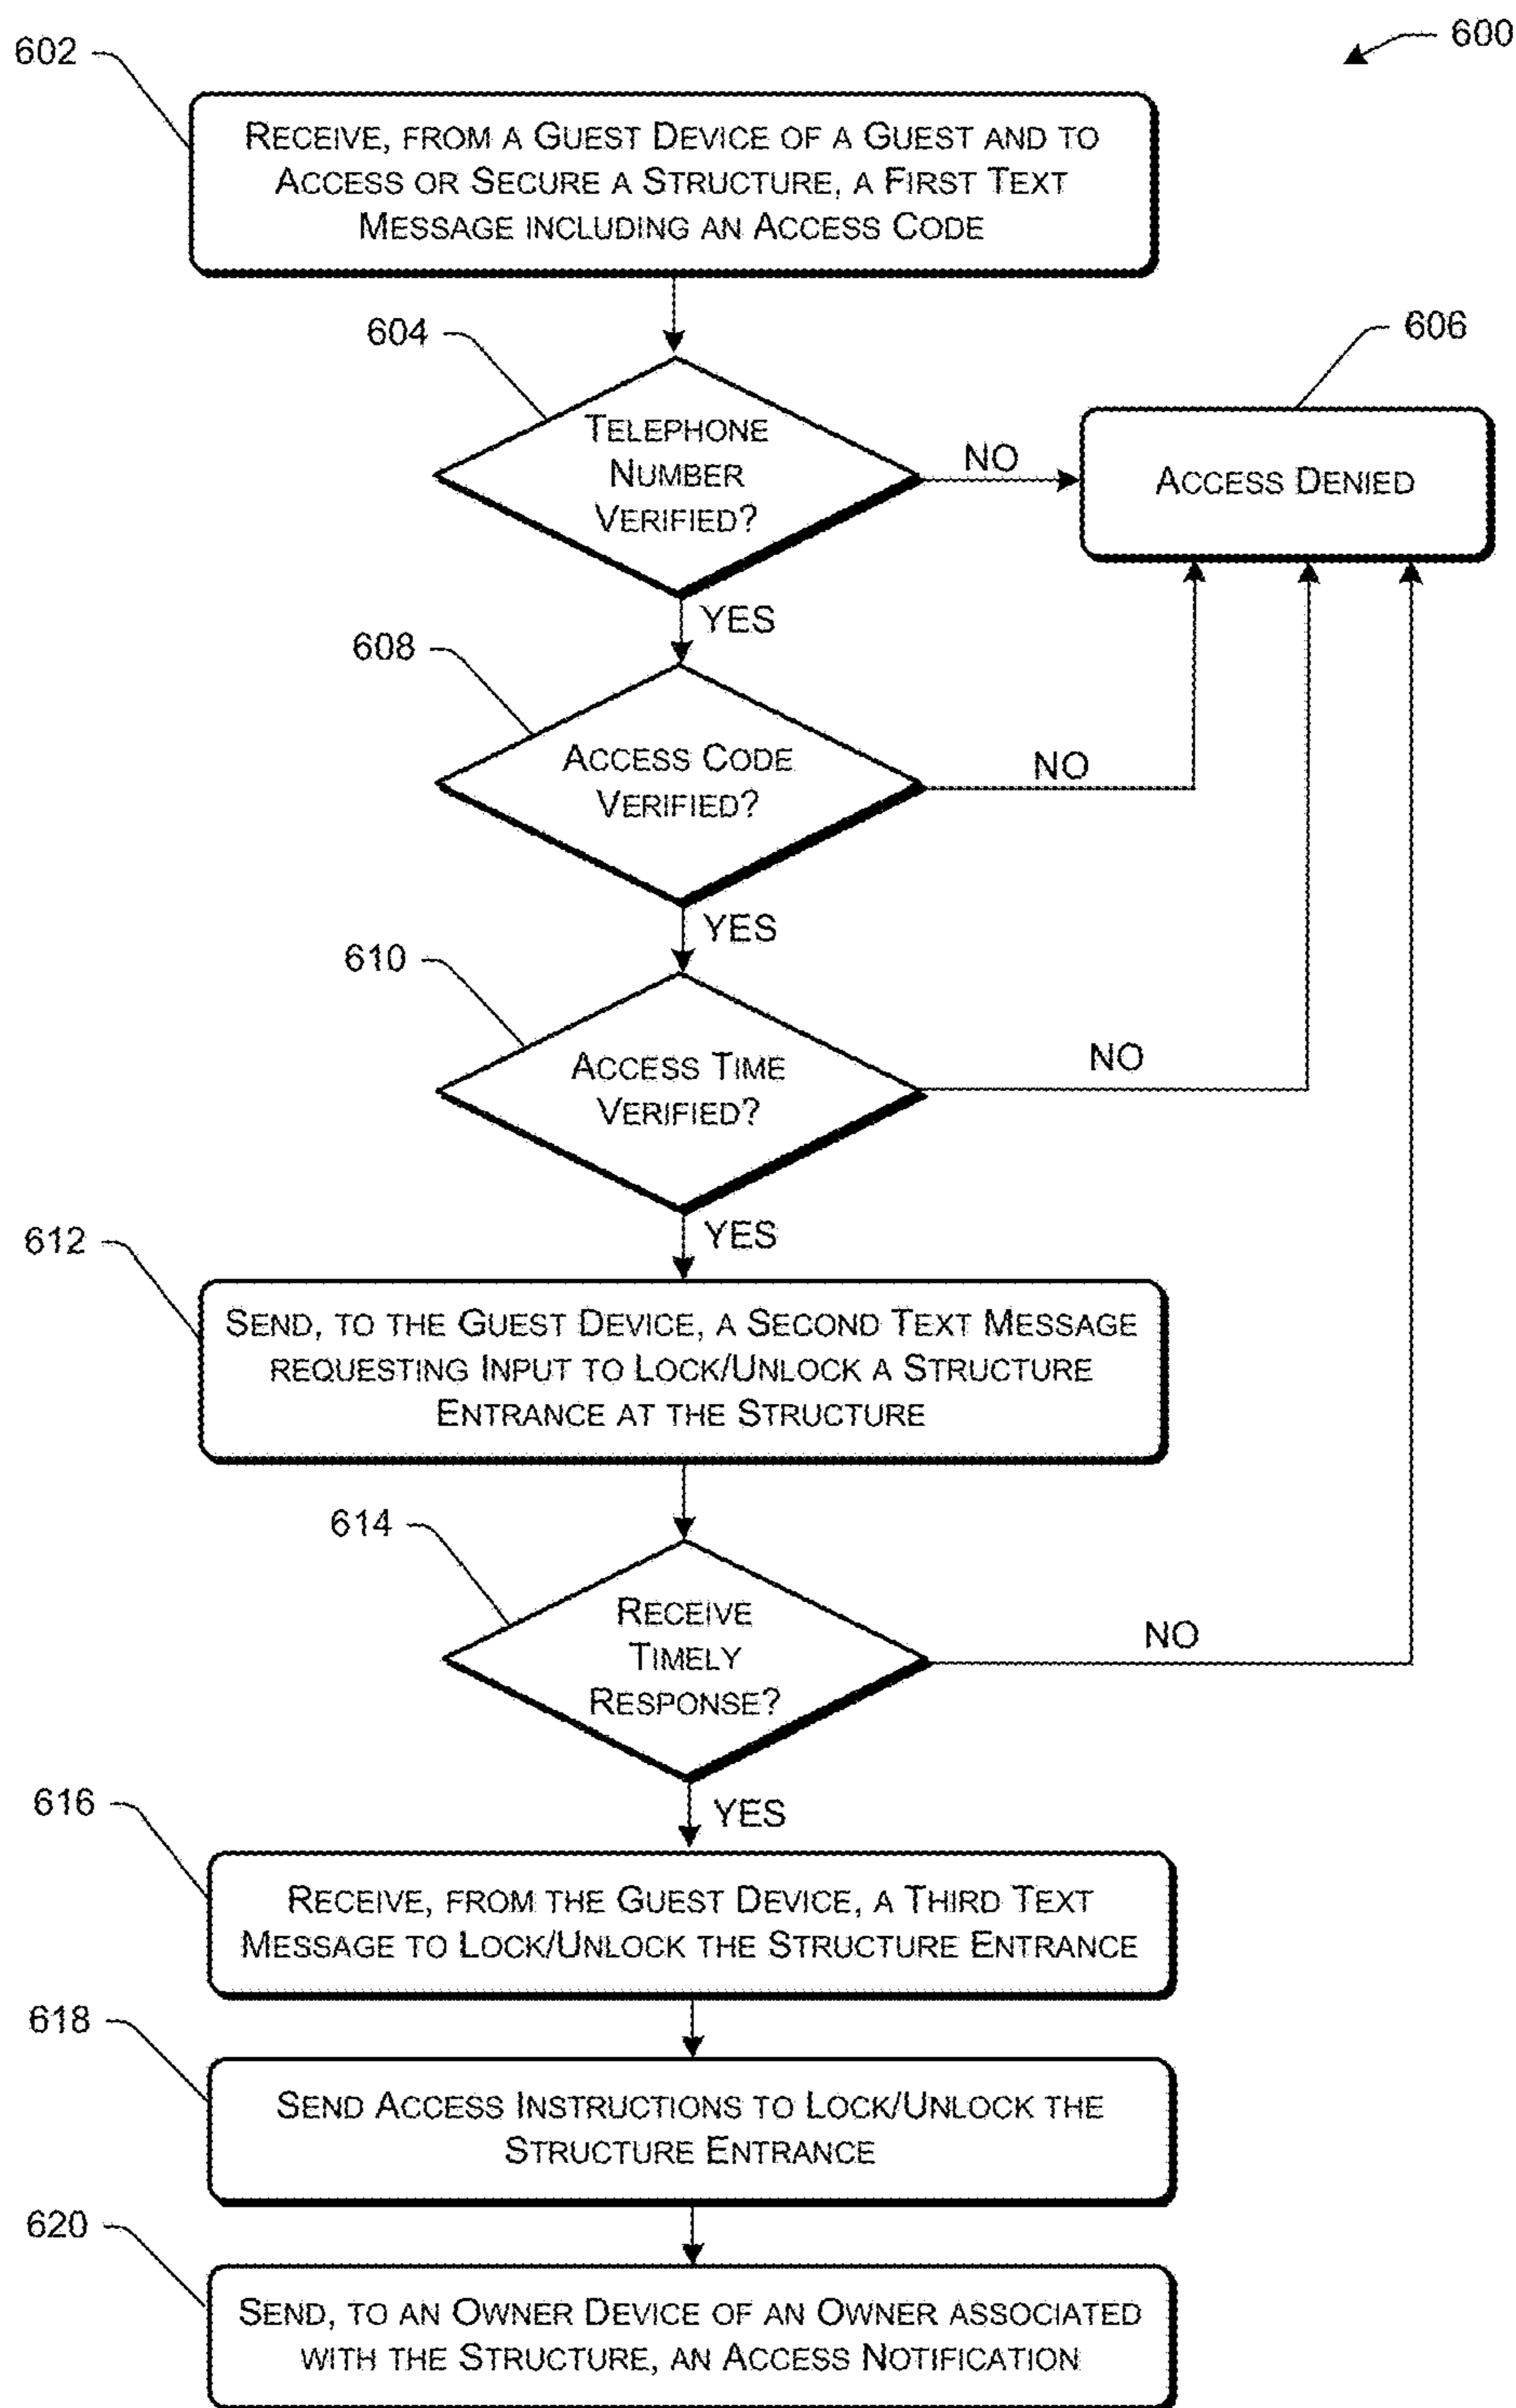 600
602
RECEIVE, FROM A GUEST DEVICE OF A GUEST AND TO
ACCESS OR SECURE A STRUCTURE, A FIRST TEXT
MESSAGE INCLUDING AN ACCESS CODE
604
TELEPHONE
NUMBER
VERIFIED?
NO
606
ACCESS DENIED
YES
608
ACCESS CODE
VERIFIED?
NO
YES
610
ACCESS TIME
VERIFIED?
NO
YES
612
SEND, TO THE GUEST DEVICE, A SECOND TEXT MESSAGE
REQUESTING INPUT TO LOCK/UNLOCK A STRUCTURE
ENTRANCE AT THE STRUCTURE
614
RECEIVE
TIMELY
RESPONSE?
NO
YES
616
RECEIVE, FROM THE GUEST DEVICE, A THIRD TEXT
MESSAGE TO LOCK/UNLOCK THE STRUCTURE ENTRANCE
618
SEND ACCESS INSTRUCTIONS TO LOCK/UNLOCK THE
STRUCTURE ENTRANCE
620
SEND, TO AN OWNER DEVICE OF AN OWNER ASSOCIATED
WITH THE STRUCTURE, AN ACCESS NOTIFICATION